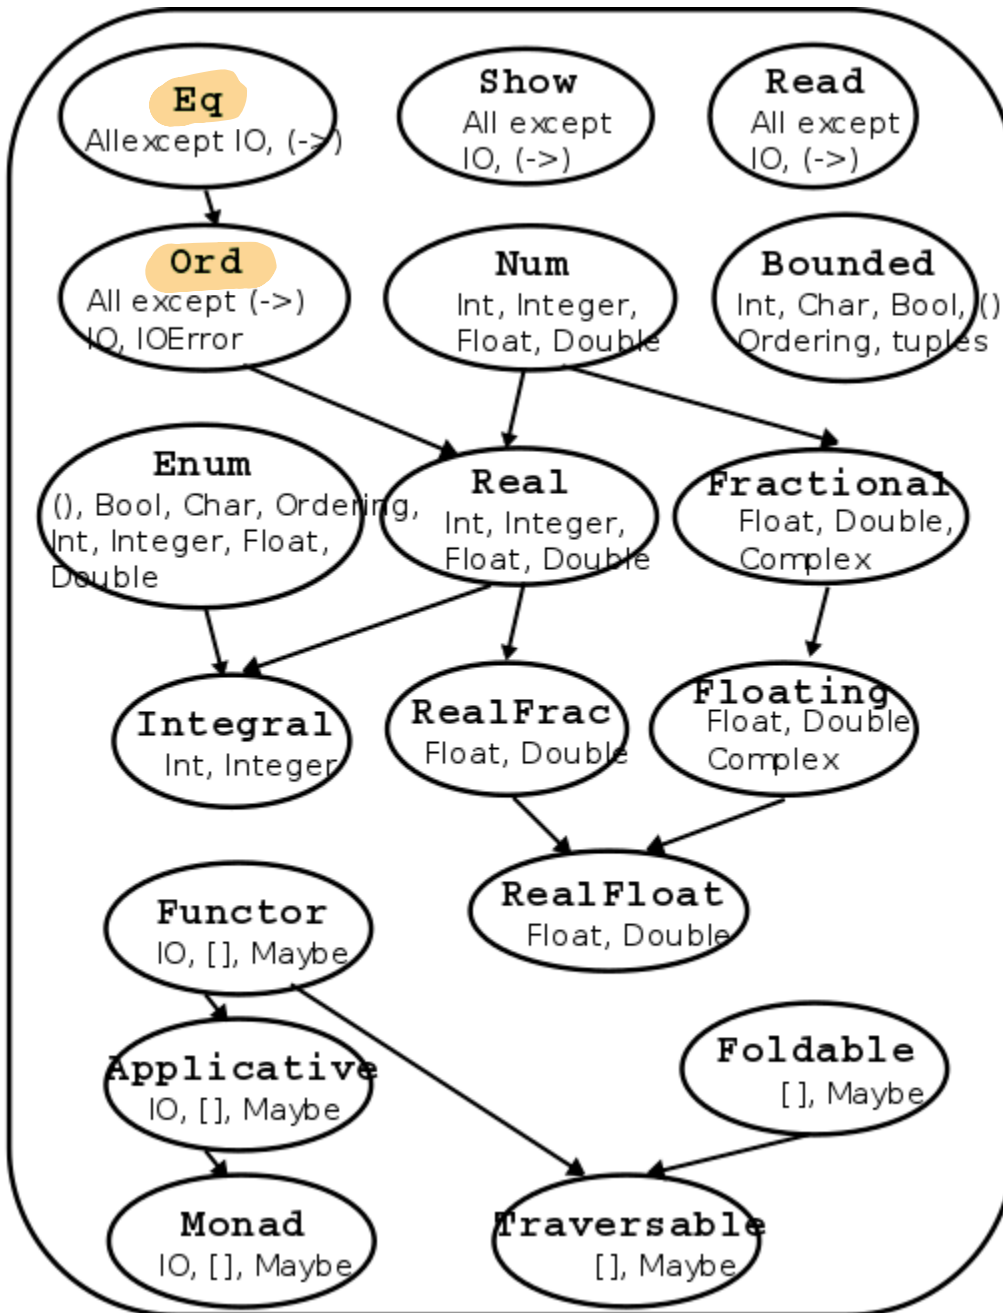 Eq
Allexcept IO, (->)
Show
All except
IO, (->)
Read
All except
IO, (->)
Ord
All except (->)
IO, IOError
Num
Int, Integer,
Float, Double
Bounded
Int, Char, Bool, ()
Ordering, tuples
Enum
(), Bool, Char, Ordering,
Int, Integer, Float,
Double
Real
Int, Integer,
Float, Double
Fractional
Float, Double,
Complex
Integral
Int, Integer
RealFrac
Float, Double
Floating
Float, Double
Complex
RealFloat
Float, Double
Functor
IO, [], Maybe
Applicative
IO, [], Maybe
Foldable
[], Maybe
Monad
IO, [], Maybe
Traversable
[], Maybe